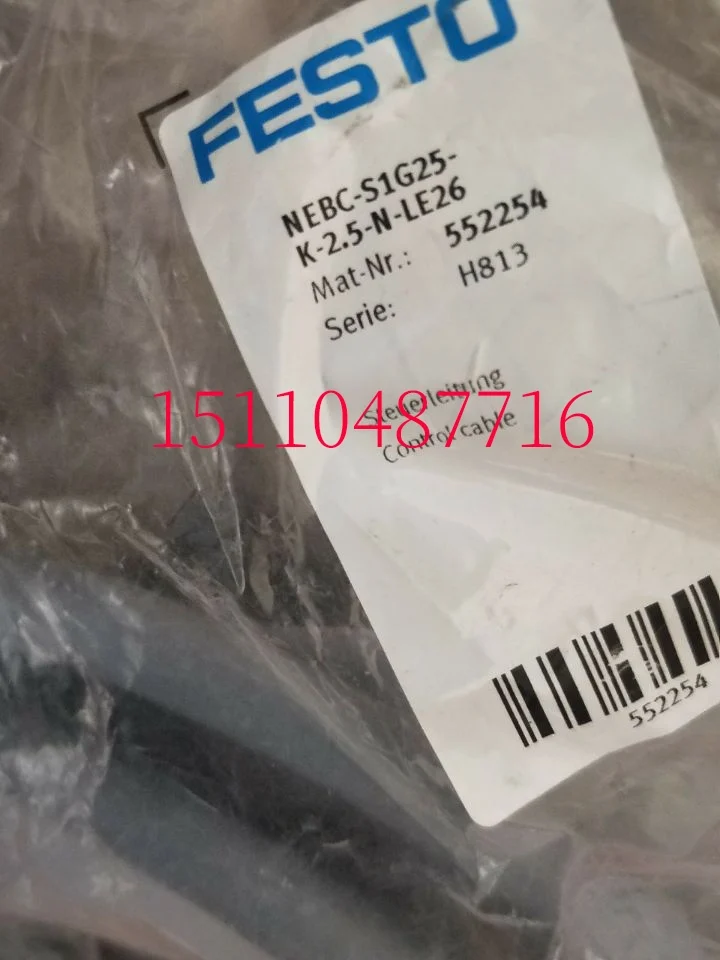 FESTO
NEBC-S1G25-
K-2.5-N-LE26
Mat-Nr.: 552254
Serie: H813
Steuerleitung
Control cable
15110487716
552254